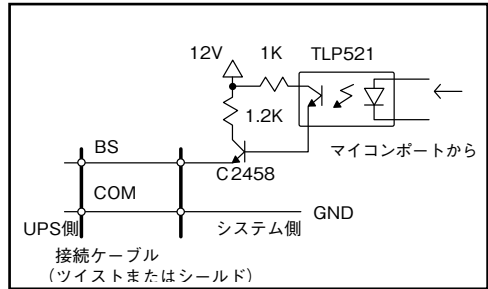 12V
1K
TLP521
1.2K
BS
マイコンポートから
C2458
COM
GND
UPS側
システム側
接続ケーブル
(ツイストまたはシールド)